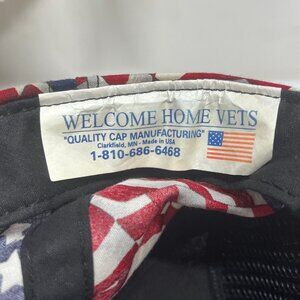 WELCOME HOME VETS
"QUALITY CAP MANUFACTURING"
Clarkfield, MN - Made in USA
1-810-686-6468